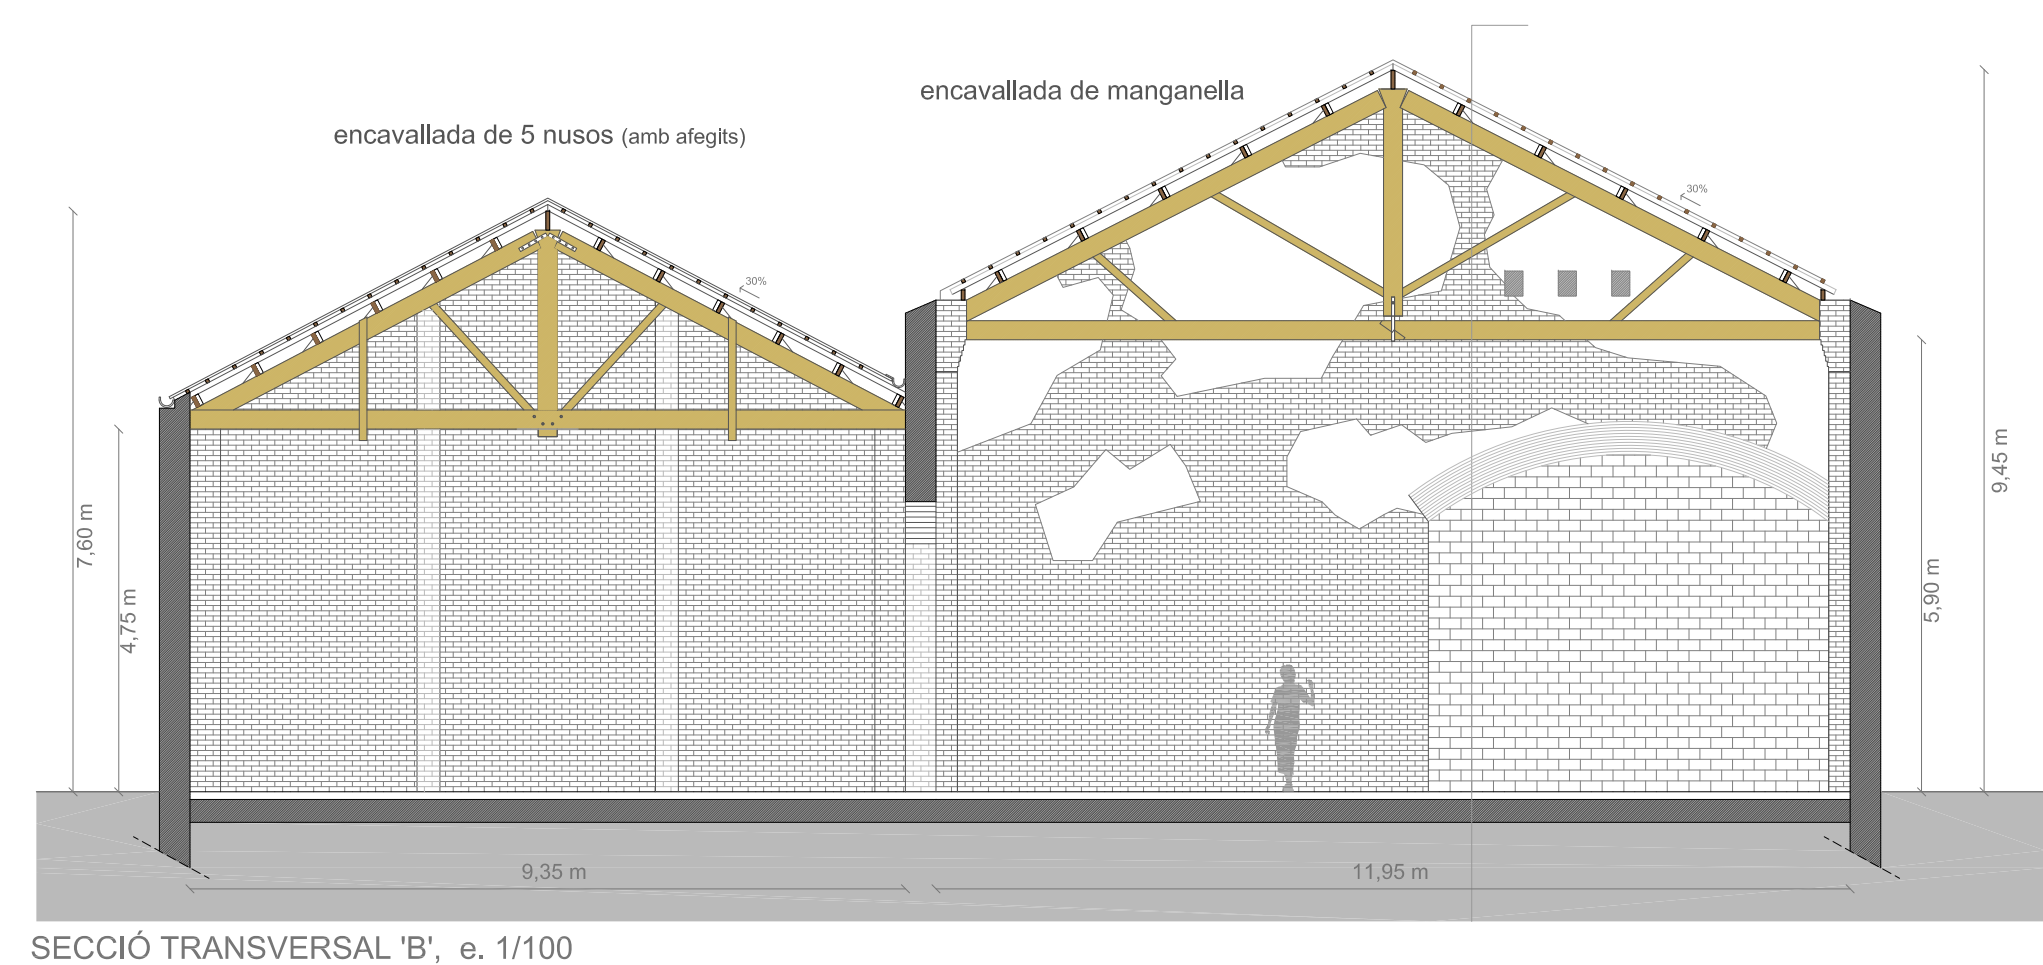 encavallada de manganella
encavallada de 5 nusos (amb afegits)
30%
30%
7,60 m
4,75 m
9,45 m
5,90 m
9,35 m
11,95 m
SECCIÓ TRANSVERSAL 'B', e. 1/100